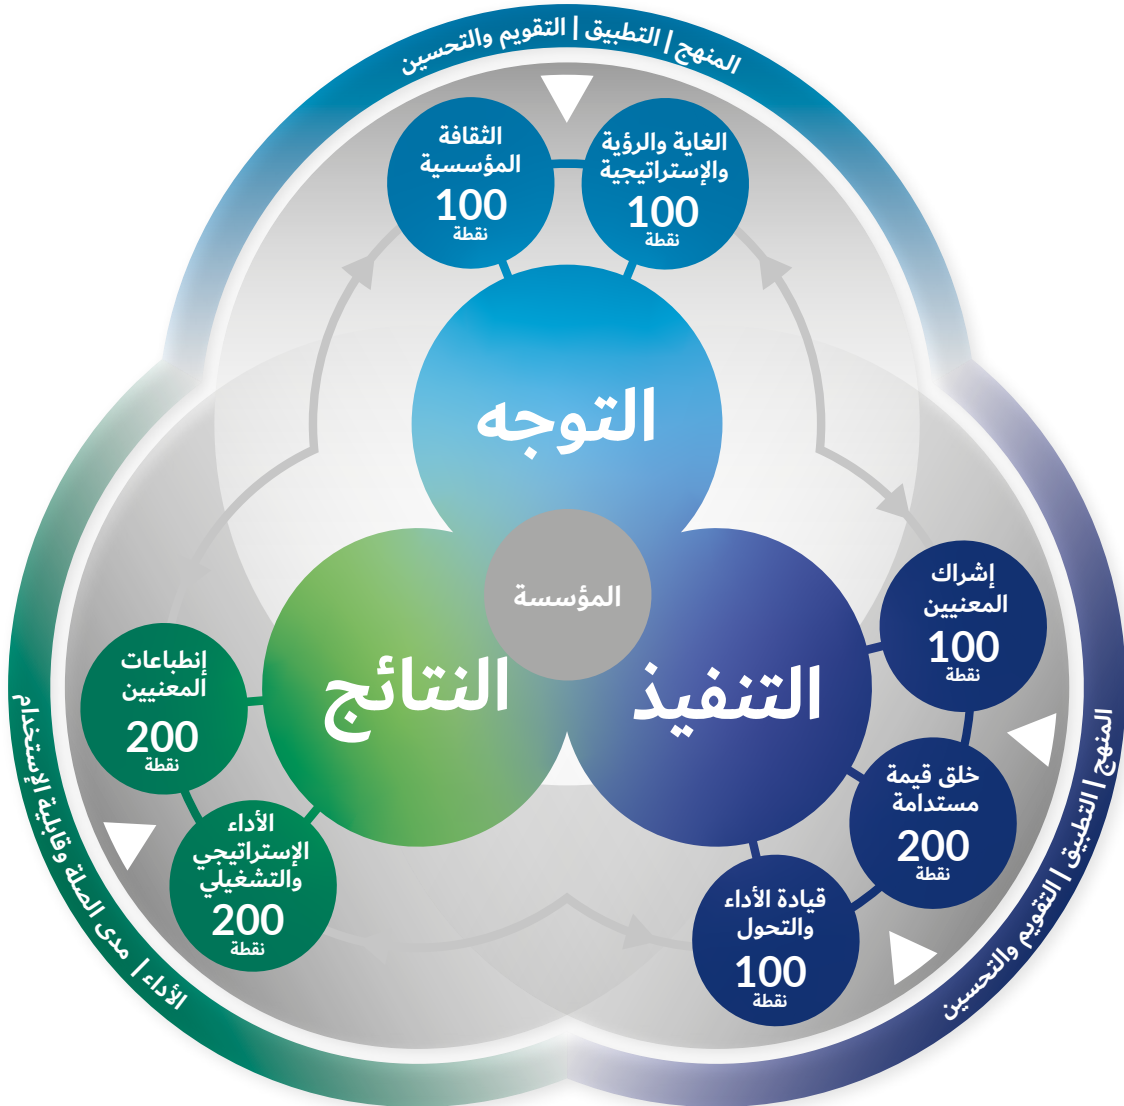 المنهج | التطبيق | التقويم والتحسين
الغاية والرؤية
والإستراتيجية
100
نقطة
الثقافة
المؤسسية
100
نقطة
التوجه
المؤسسة
التنفيذ
النتائج
إشراك
المعنيين
100
نقطة
خلق قيمة
مستدامة
200
نقطة
قيادة الأداء
والتحول
100
نقطة
المنهج | التطبيق | التقويم والتحسين
إنطباعات
المعنيين
200
نقطة
الأداء
الإستراتيجي
والتشغيلي
200
نقطة
الأداء | مدى الصلة وقابلية الإستخدام